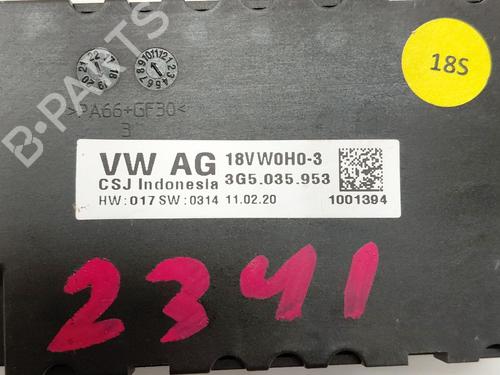 B-PARTS
18S
>PA66+GF30<
3
VW AG 18VW0H0-3
CSJ Indonesia 3G5.035.953
HW: 017 SW: 0314 11.02.20 1001394
2341